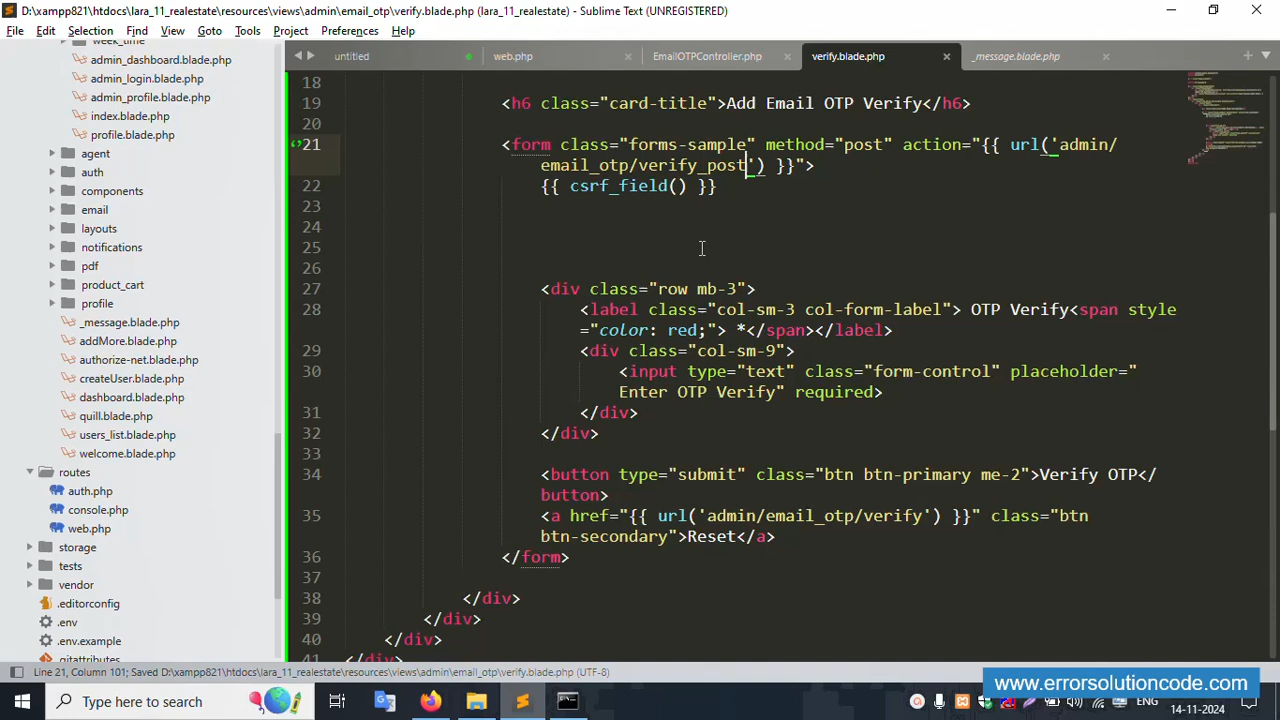 D:\xampp821\htdocs\lara_11_realestate\resources\views\admin\email_otp\verify.blade.php (lara_11_realestate) - Sublime Text (UNREGISTERED)
File Edit Selection Find View Goto Tools Project Preferences Help
week_time
admin_dashboard.blade.php
admin_login.blade.php
admin_profile.blade.php
index.blade.php
profile.blade.php
agent
auth
components
email
layouts
notifications
pdf
product_cart
profile
_message.blade.php
addMore.blade.php
authorize-net.blade.php
createUser.blade.php
dashboard.blade.php
quill.blade.php
users_list.blade.php
welcome.blade.php
routes
auth.php
console.php
web.php
storage
tests
vendor
.editorconfig
.env
.env.example
.gitattributes
untitled web.php EmailOTPController.php verify.blade.php _message.blade.php
18
19 <h6 class="card-title">Add Email OTP Verify</h6>
20
21 <form class="forms-sample" method="post" action="{{ url('admin/
email_otp/verify_post') }}">
22 {{ csrf_field() }}
23
24
25
26
27 <div class="row mb-3">
28 <label class="col-sm-3 col-form-label"> OTP Verify<span style
="color: red;"> *</span></label>
29 <div class="col-sm-9">
30 <input type="text" class="form-control" placeholder="
Enter OTP Verify" required>
31 </div>
32 </div>
33
34 <button type="submit" class="btn btn-primary me-2">Verify OTP</
button>
35 <a href="{{ url('admin/email_otp/verify') }}" class="btn
btn-secondary">Reset</a>
36 </form>
37
38 </div>
39 </div>
40 </div>
41 </div>
Line 21, Column 101; Saved D:\xampp821\htdocs\lara_11_realestate\resources\views\admin\email_otp\verify.blade.php (UTF-8)
www.errorsolutioncode.com
Type here to search
ENG
14-11-2024